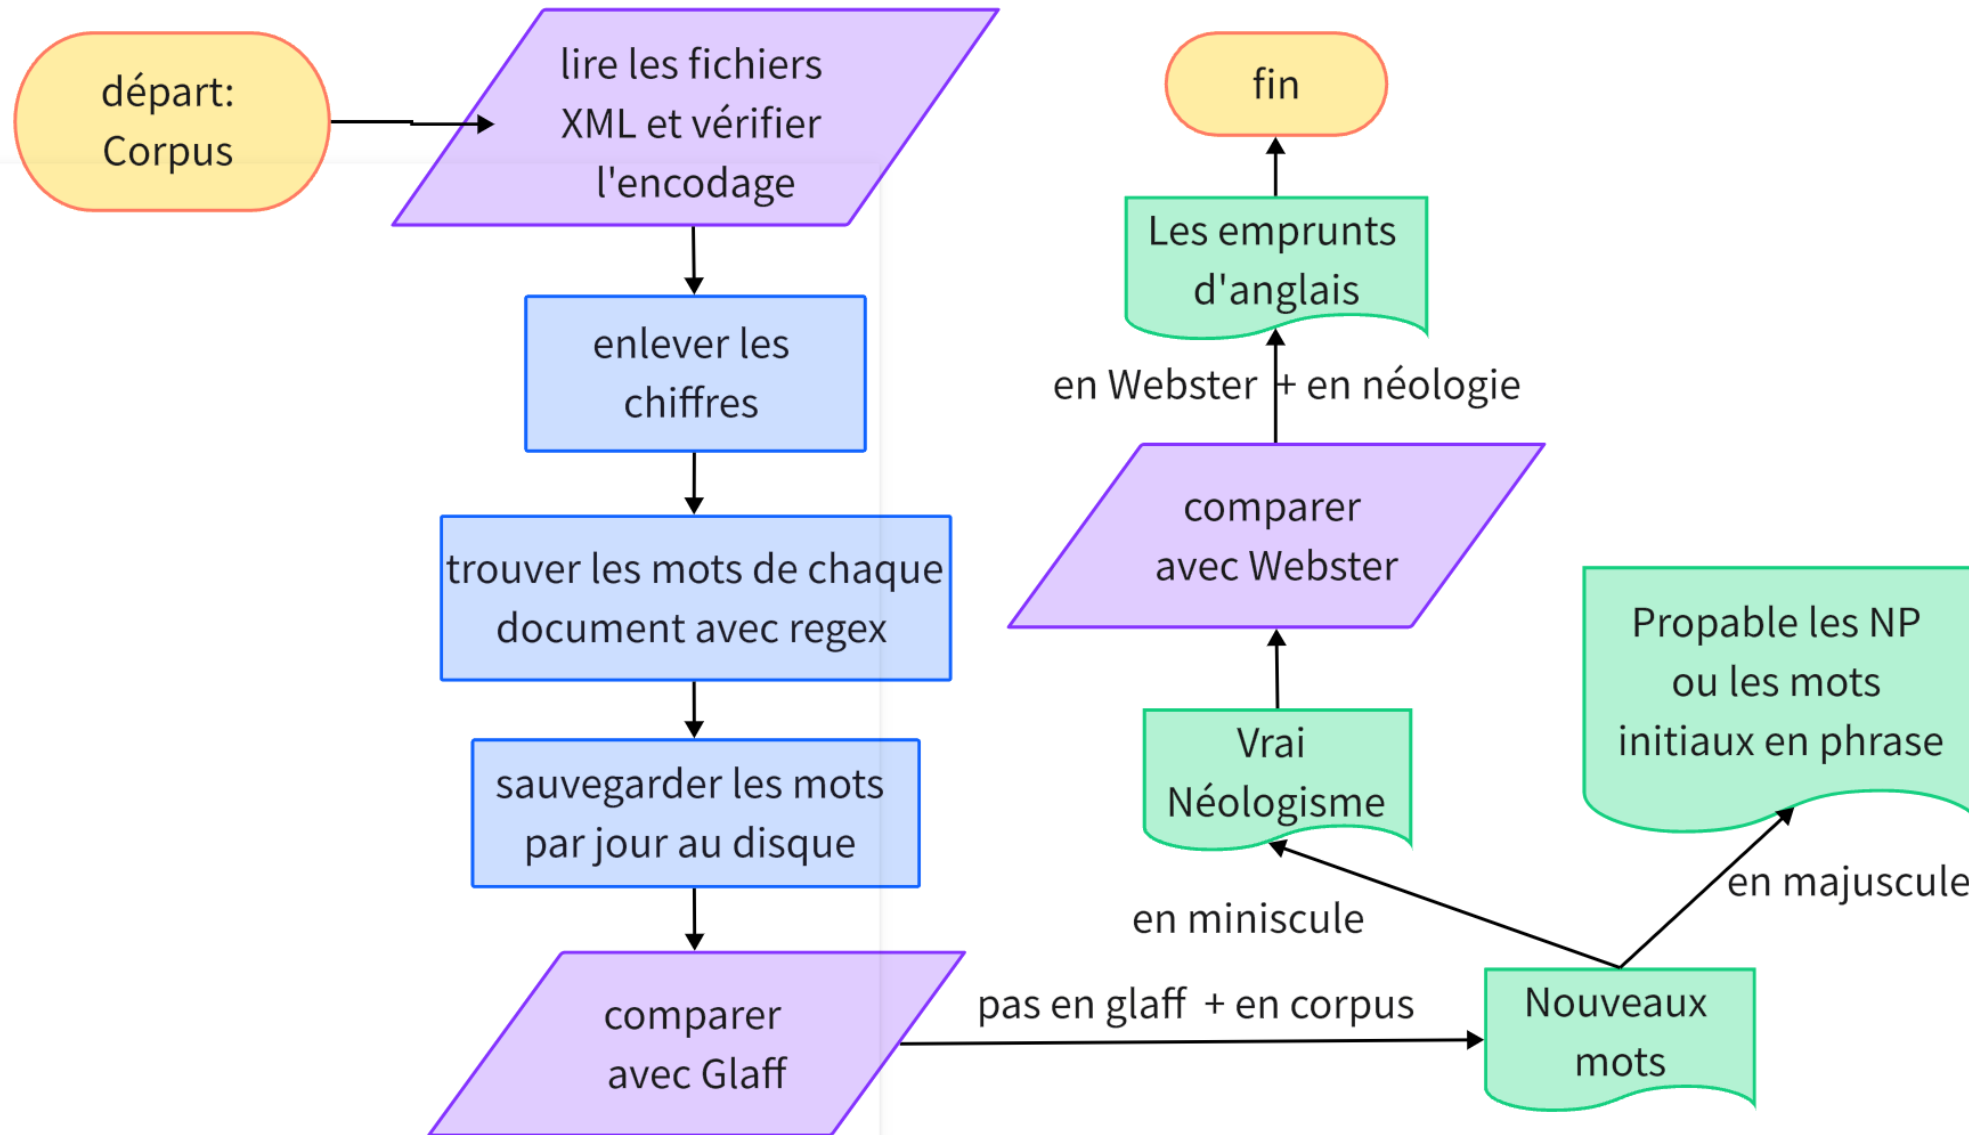 départ:
Corpus
lire les fichiers
XML et vérifier
l'encodage
enlever les
chiffres
trouver les mots de chaque
document avec regex
sauvegarder les mots
par jour au disque
comparer
avec Glaff
pas en glaff + en corpus
Nouveaux
mots
en miniscule
en majuscule
Vrai
Néologisme
Propable les NP
ou les mots
initiaux en phrase
comparer
avec Webster
en Webster + en néologie
Les emprunts
d'anglais
fin